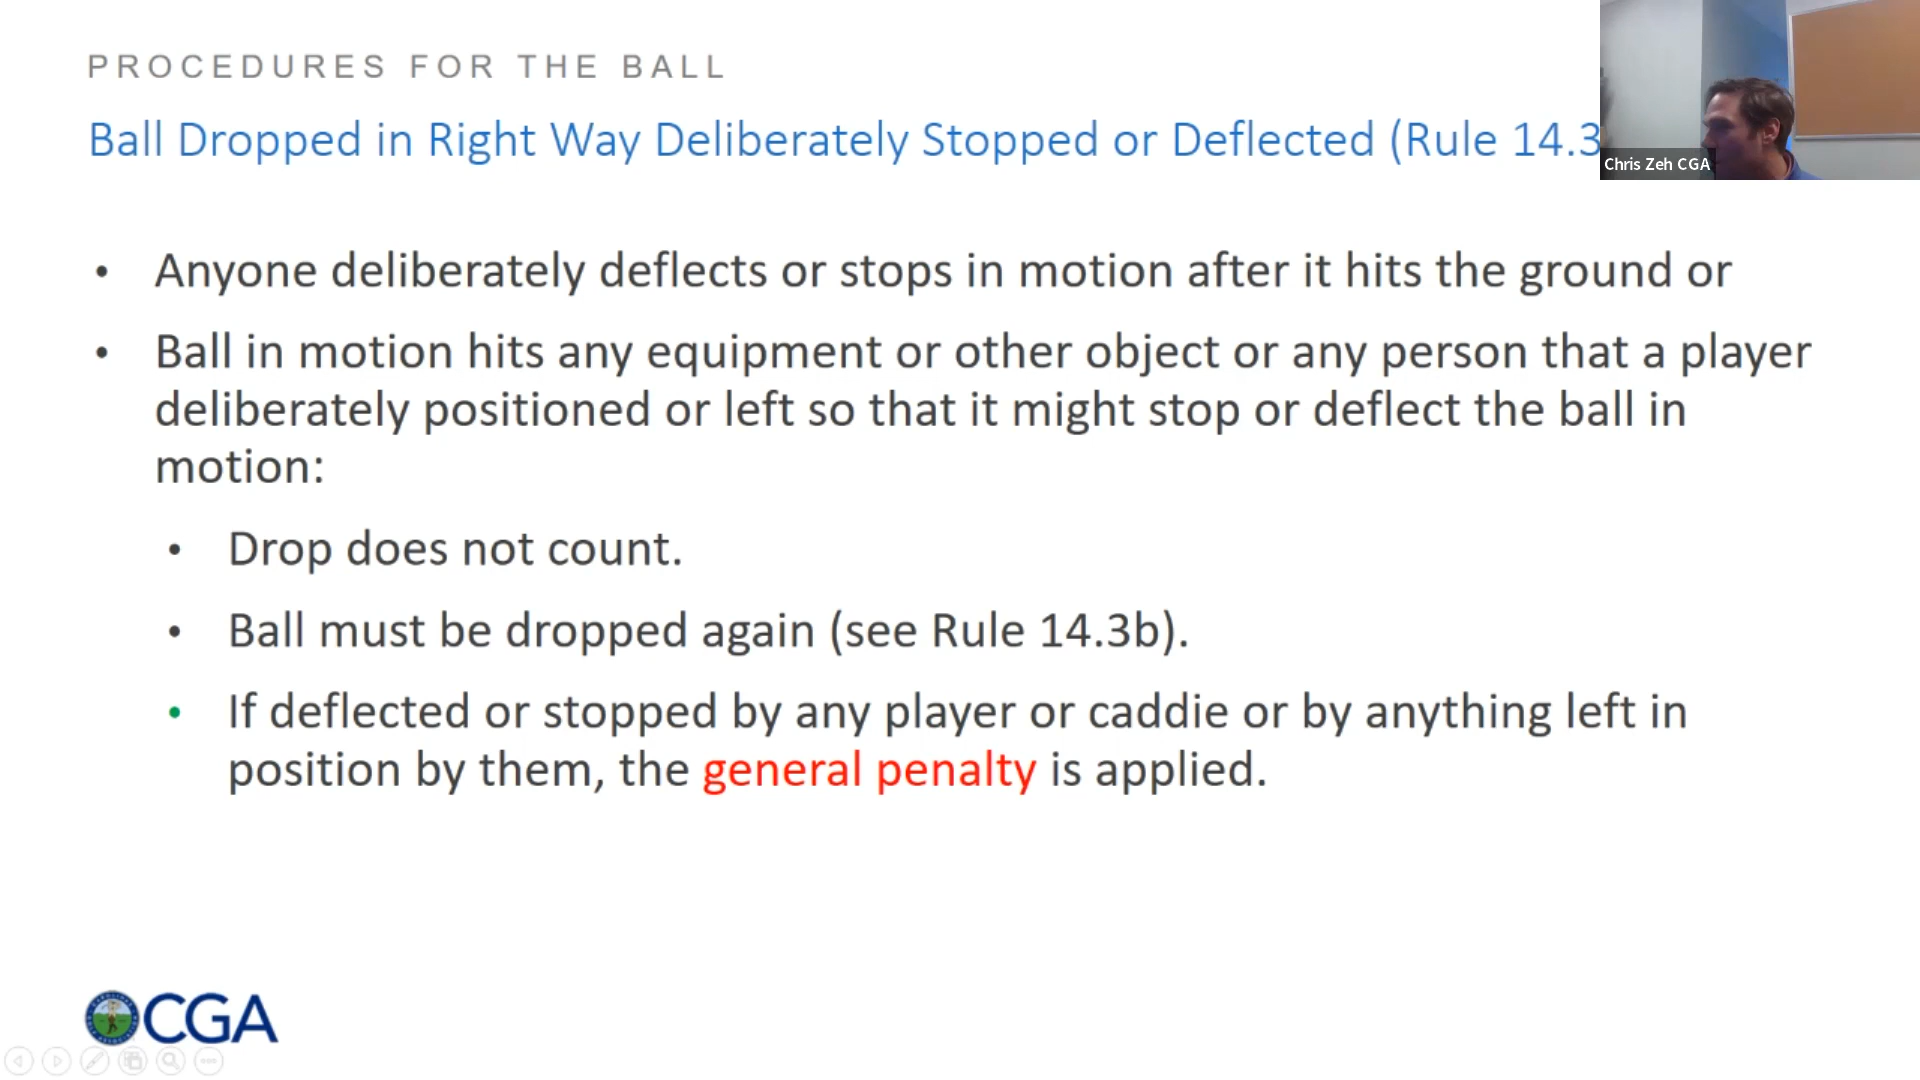 PROCEDURES FOR THE BALL
Ball Dropped in Right Way Deliberately Stopped or Deflected (Rule 14.3
Chris Zeh CGA
• Anyone deliberately deflects or stops in motion after it hits the ground or
• Ball in motion hits any equipment or other object or any person that a player
deliberately positioned or left so that it might stop or deflect the ball in
motion:
• Drop does not count.
• Ball must be dropped again (see Rule 14.3b).
• If deflected or stopped by any player or caddie or by anything left in
position by them, the general penalty is applied.
CGA